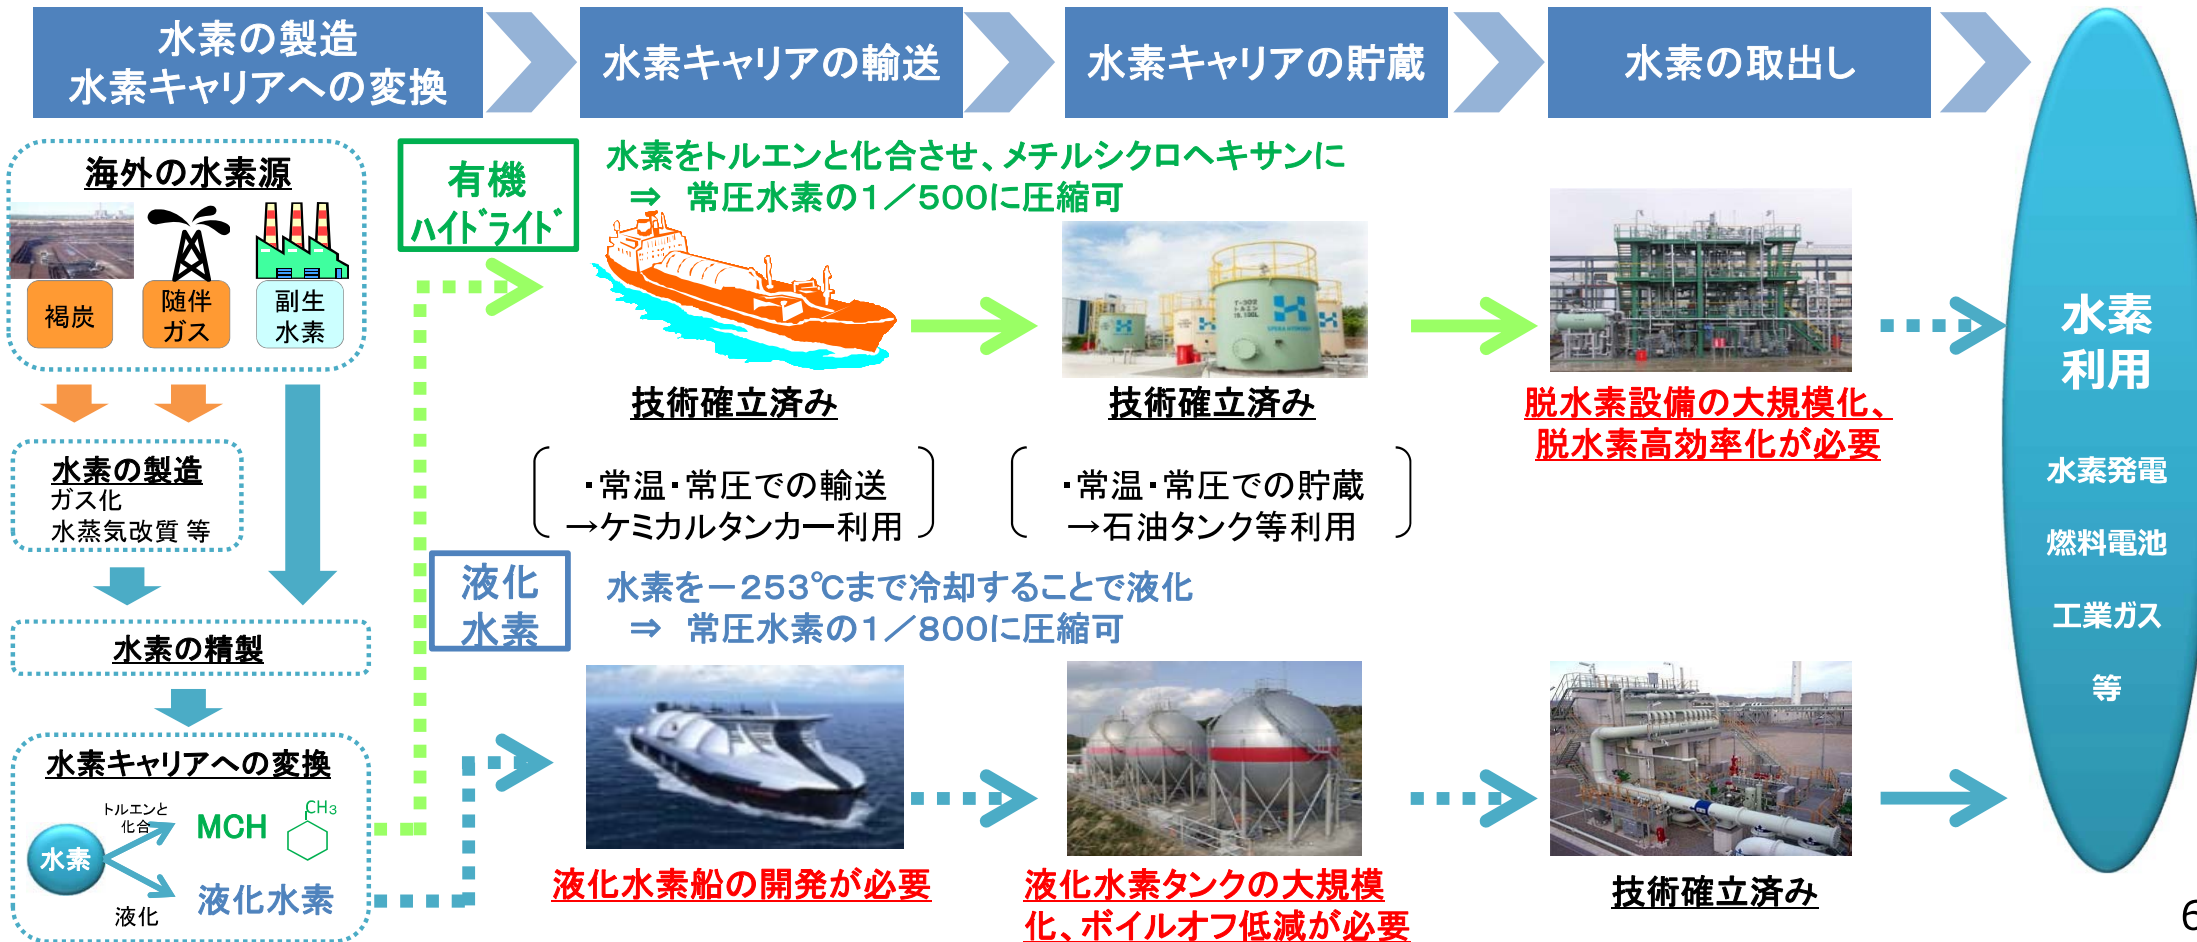 水素の製造
水素キャリアへの変換
水素キャリアの輸送
水素キャリアの貯蔵
水素の取出し
海外の水素源
褐炭
随伴
ガス
副生
水素
水素の製造
ガス化
水蒸気改質 等
水素の精製
水素キャリアへの変換
水素
トルエンと
化合
MCH
CH3
液化
液化水素
有機
ハイドライド
水素をトルエンと化合させ、メチルシクロヘキサンに
⇒ 常圧水素の1／500に圧縮可
技術確立済み
・常温・常圧での輸送
→ケミカルタンカー利用
技術確立済み
・常温・常圧での貯蔵
→石油タンク等利用
脱水素設備の大規模化、
脱水素高効率化が必要
液化
水素
水素を－253℃まで冷却することで液化
⇒ 常圧水素の1／800に圧縮可
液化水素船の開発が必要
液化水素タンクの大規模
化、ボイルオフ低減が必要
技術確立済み
水素
利用
水素発電
燃料電池
工業ガス
等
6